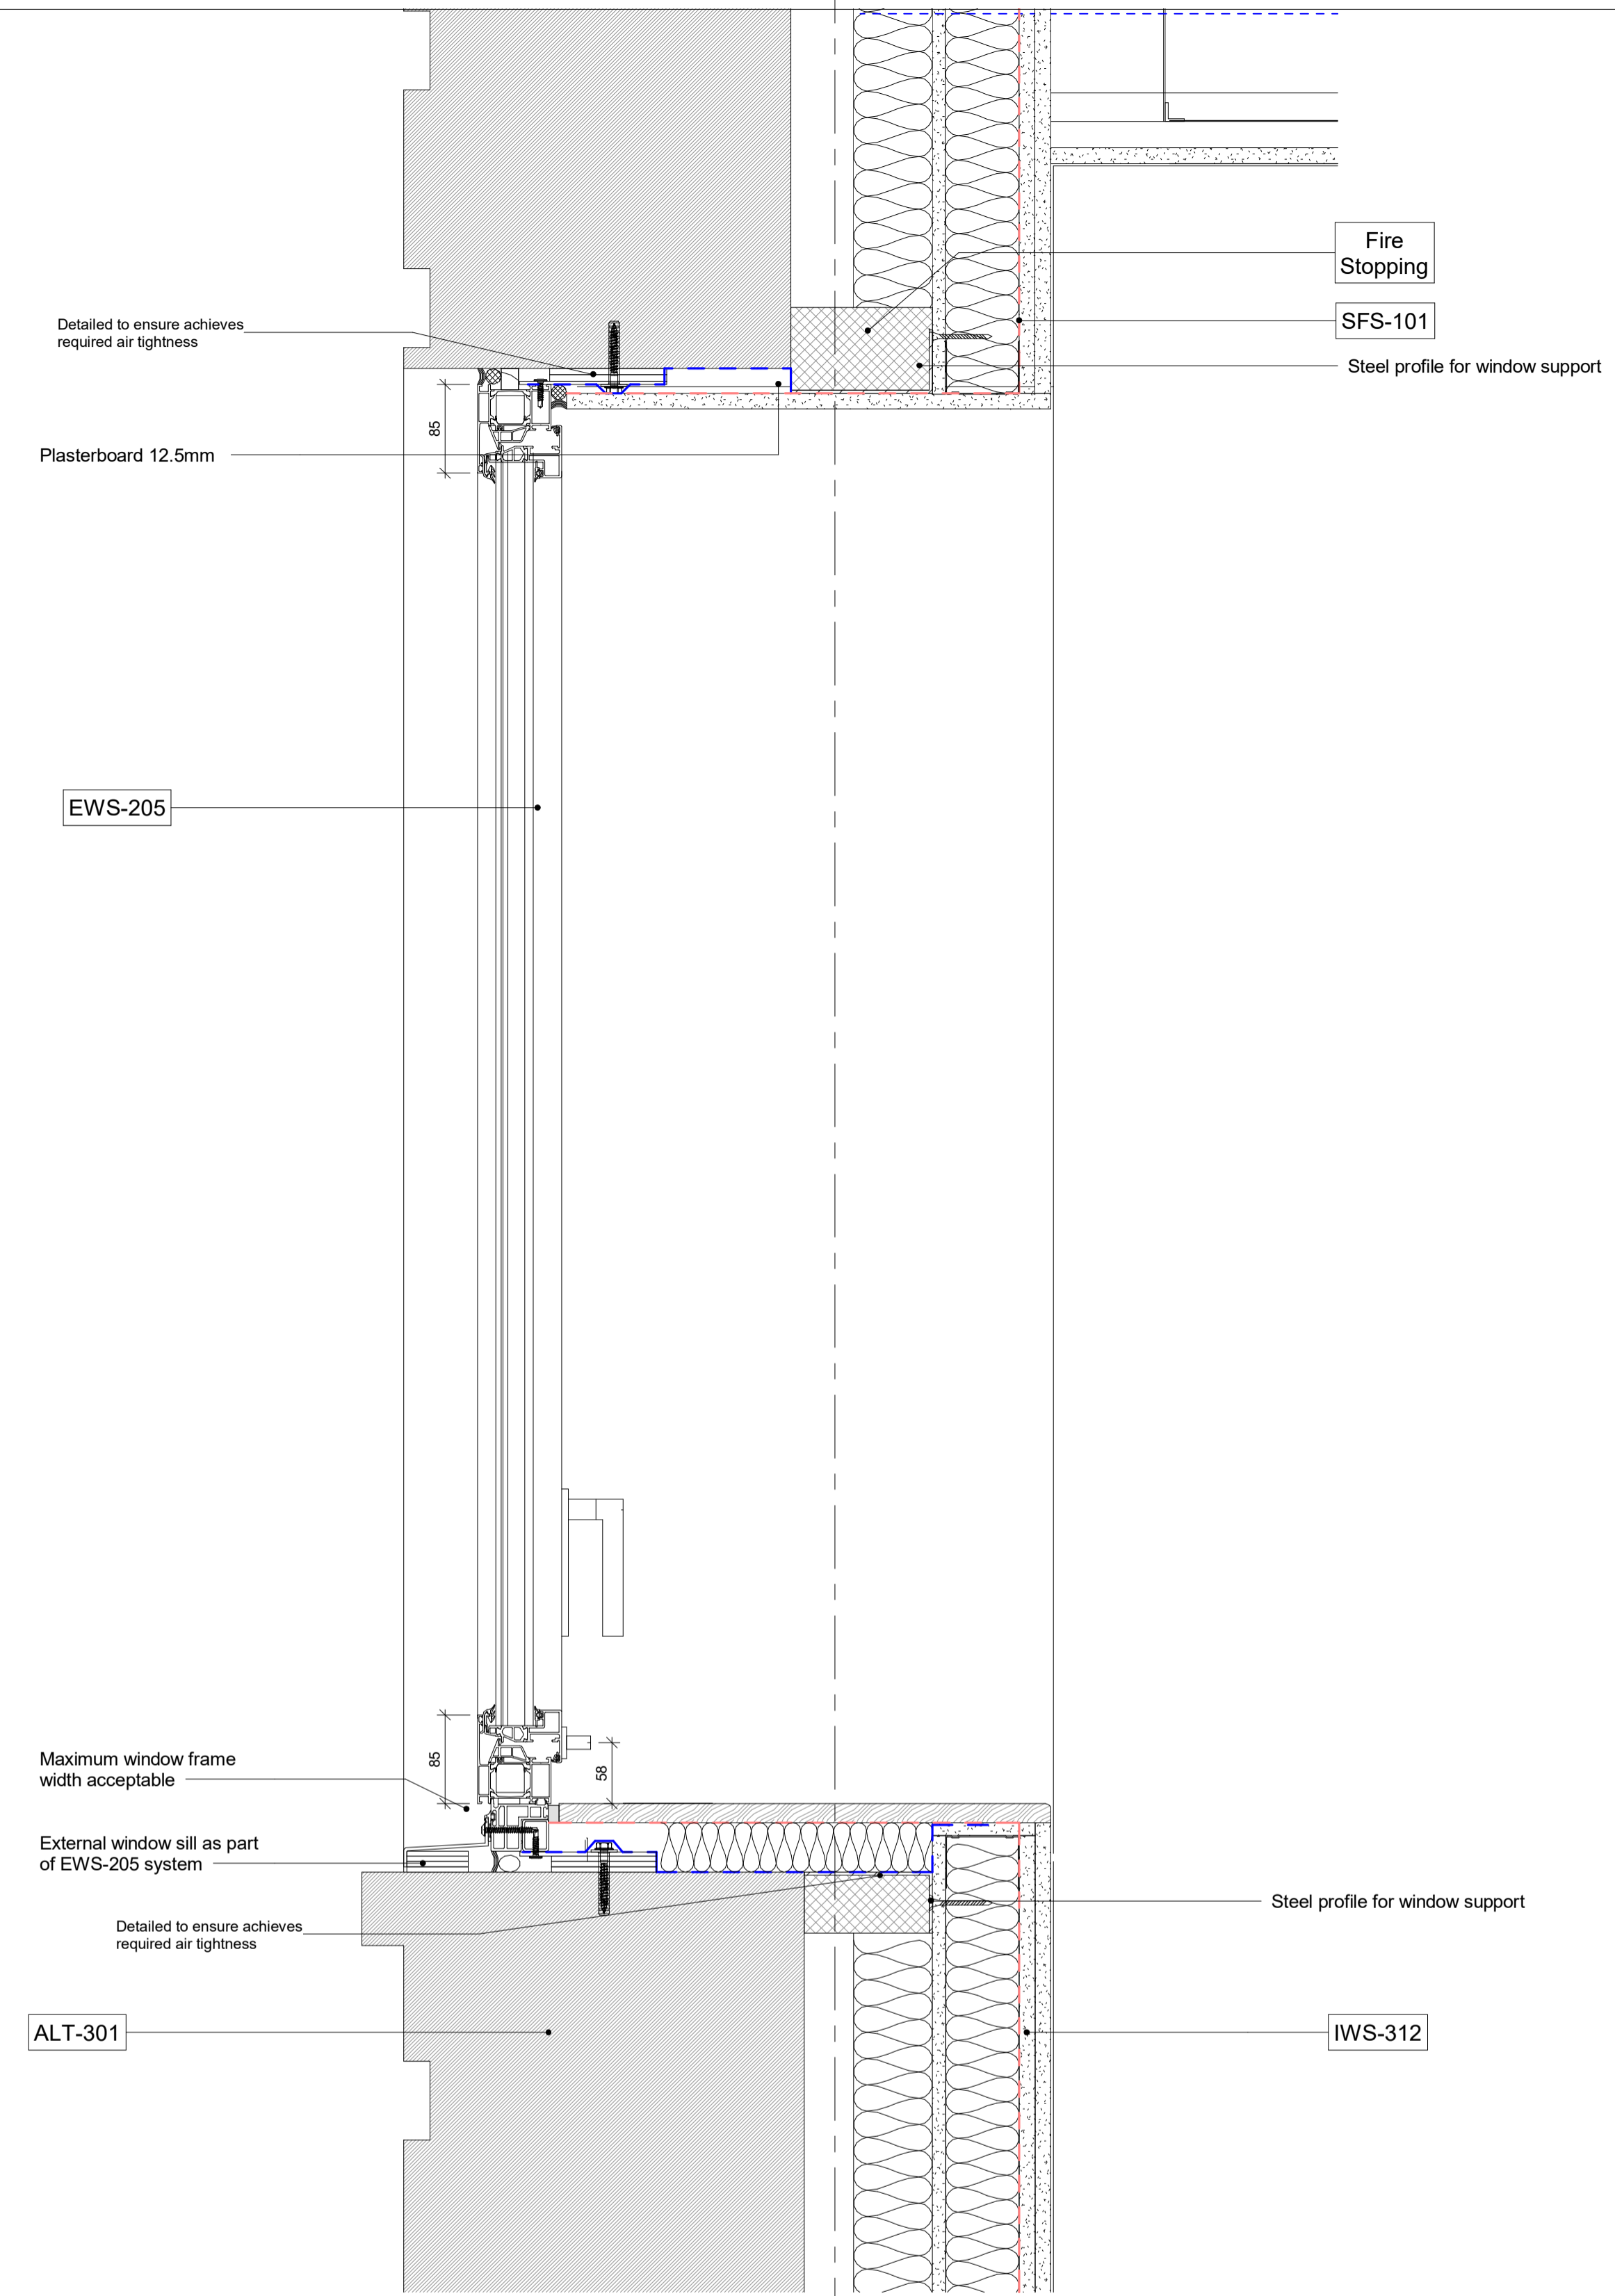 Fire
Stopping
SFS-101
Detailed to ensure achieves
required air tightness
Steel profile for window support
85
Plasterboard 12.5mm
EWS-205
Maximum window frame
width acceptable
85
58
External window sill as part
of EWS-205 system
Steel profile for window support
Detailed to ensure achieves
required air tightness
ALT-301
IWS-312